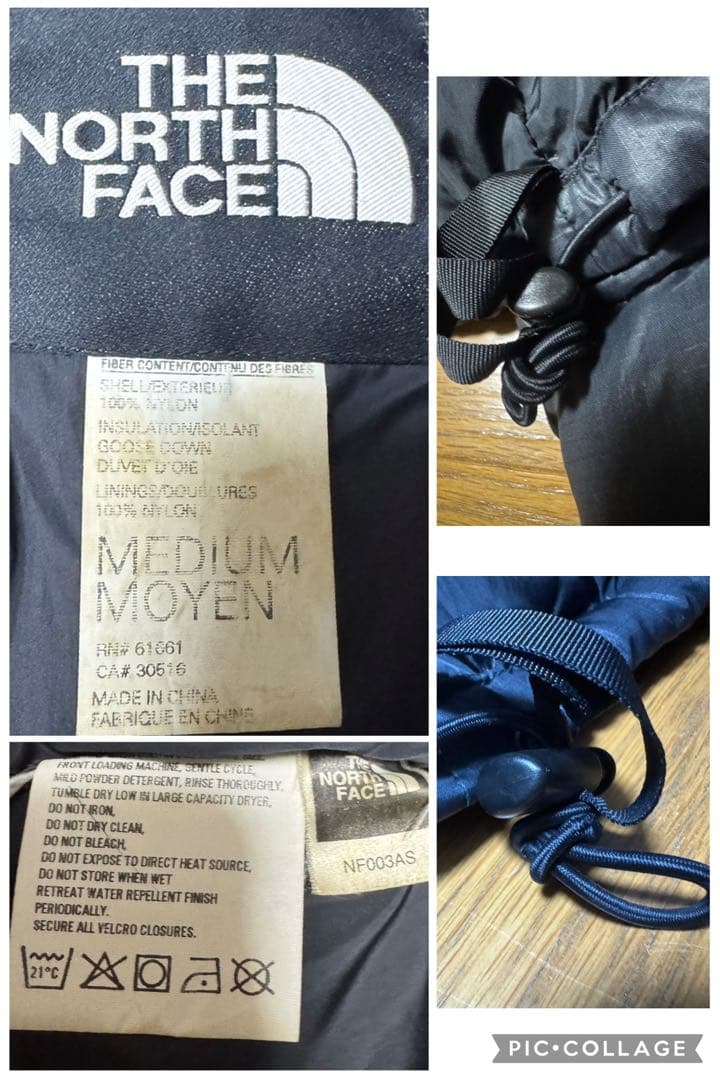 THE
NORTH
FACE
FIBER CONTENT/CONTENU DES FIBRES
SHELL/EXTERIEUR
100% NYLON
INSULATION/ISOLANT
GOOSE DOWN
DUVET D'OIE
LININGS/DOUBLURES
100% NYLON
MEDIUM
MOYEN
RN# 61661
CA# 30516
MADE IN CHINA
FABRIQUE EN CHINE
FRONT LOADING MACHINE, GENTLE CYCLE,
MILD POWDER DETERGENT, RINSE THOROUGHLY,
TUMBLE DRY LOW IN LARGE CAPACITY DRYER,
DO NOT IRON,
DO NOT DRY CLEAN,
DO NOT BLEACH,
DO NOT EXPOSE TO DIRECT HEAT SOURCE,
DO NOT STORE WHEN WET
RETREAT WATER REPELLENT FINISH
PERIODICALLY.
SECURE ALL VELCRO CLOSURES.
21°C
THE
NORTH
FACE
NF003AS
PIC•COLLAGE